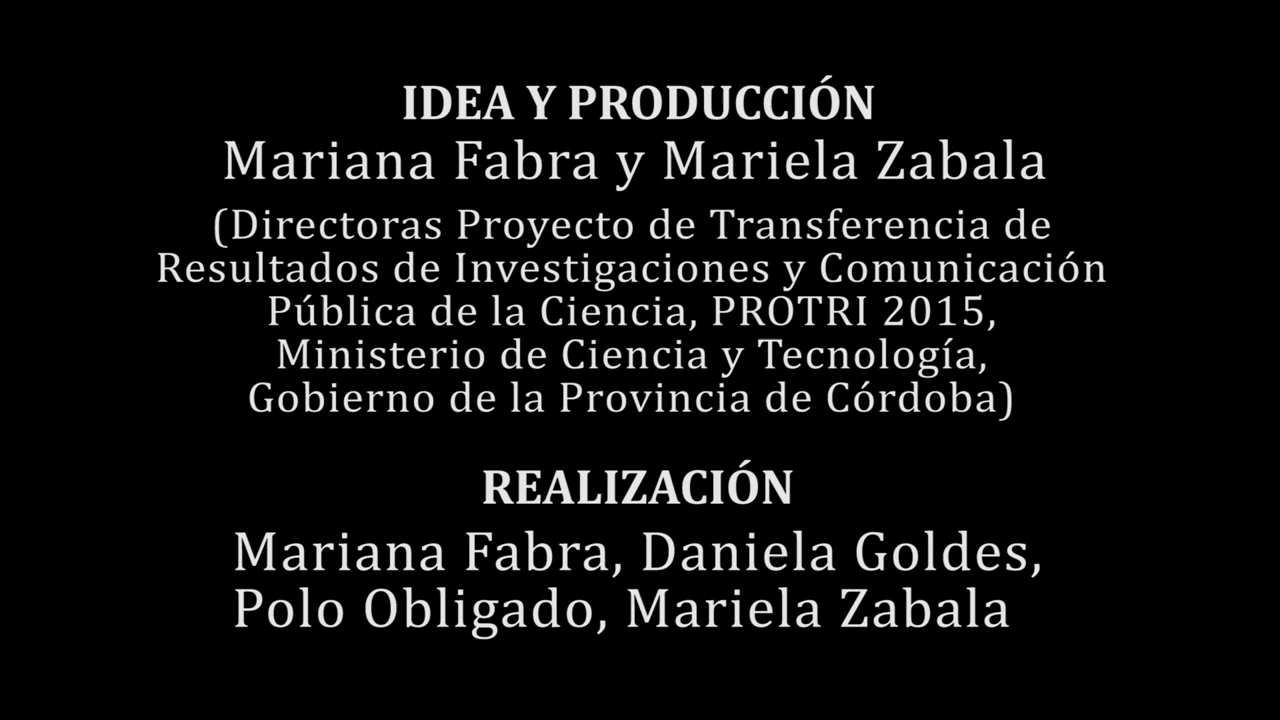 IDEA Y PRODUCCIÓN
Mariana Fabra y Mariela Zabala
(Directoras Proyecto de Transferencia de
Resultados de Investigaciones y Comunicación
Pública de la Ciencia, PROTRI 2015,
Ministerio de Ciencia y Tecnología,
Gobierno de la Provincia de Córdoba)
REALIZACIÓN
Mariana Fabra, Daniela Goldes,
Polo Obligado, Mariela Zabala